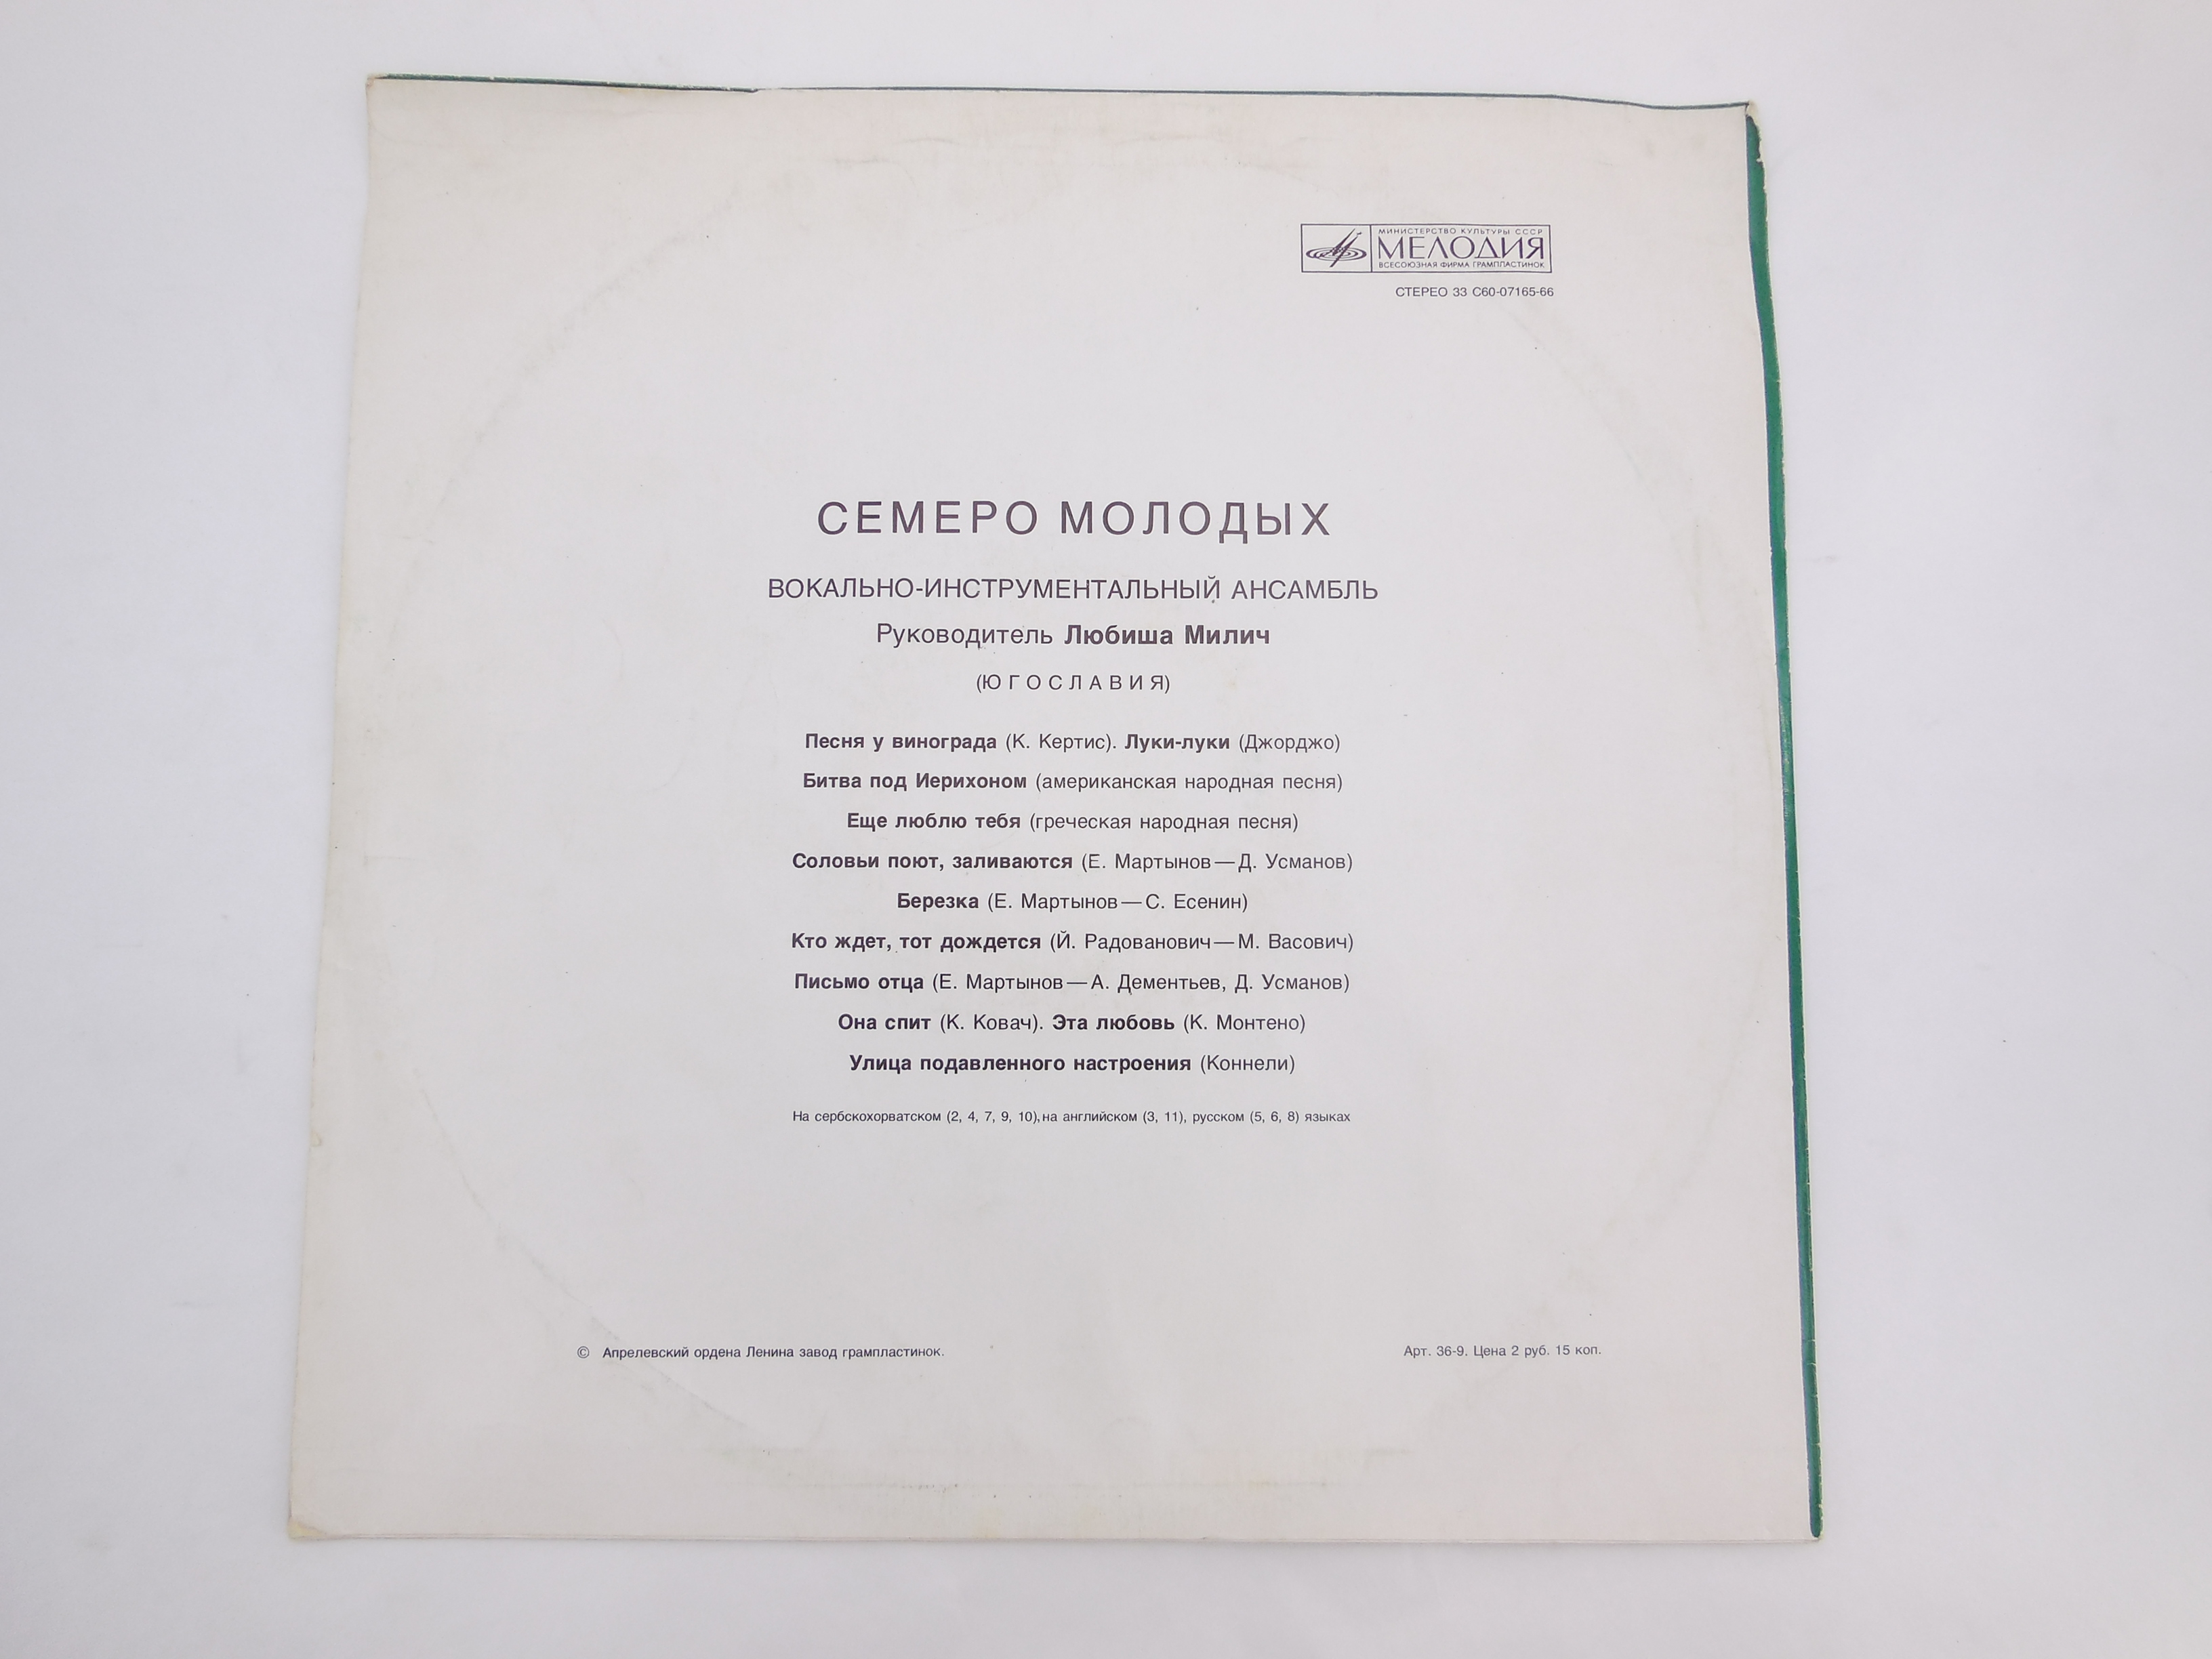 МИНИСТЕРСТВО КУЛЬТУРЫ СССР
МЕЛОДИЯ
ВСЕСОЮЗНАЯ ФИРМА ГРАМПЛАСТИНОК
СТЕРЕО 33 С60-07165-66
СЕМЕРО МОЛОДЫХ
ВОКАЛЬНО-ИНСТРУМЕНТАЛЬНЫЙ АНСАМБЛЬ
Руководитель Любиша Милич
(ЮГОСЛАВИЯ)
Песня у винограда (К. Кертис). Луки-луки (Джорджо)
Битва под Иерихоном (американская народная песня)
Еще люблю тебя (греческая народная песня)
Соловьи поют, заливаются (Е. Мартынов — Д. Усманов)
Березка (Е. Мартынов — С. Есенин)
Кто ждет, тот дождется (Й. Радованович — М. Васович)
Письмо отца (Е. Мартынов — А. Дементьев, Д. Усманов)
Она спит (К. Ковач). Эта любовь (К. Монтено)
Улица подавленного настроения (Коннели)
На сербскохорватском (2, 4, 7, 9, 10), на английском (3, 11), русском (5, 6, 8) языках
© Апрелевский ордена Ленина завод грампластинок.
Арт. 36-9. Цена 2 руб. 15 коп.